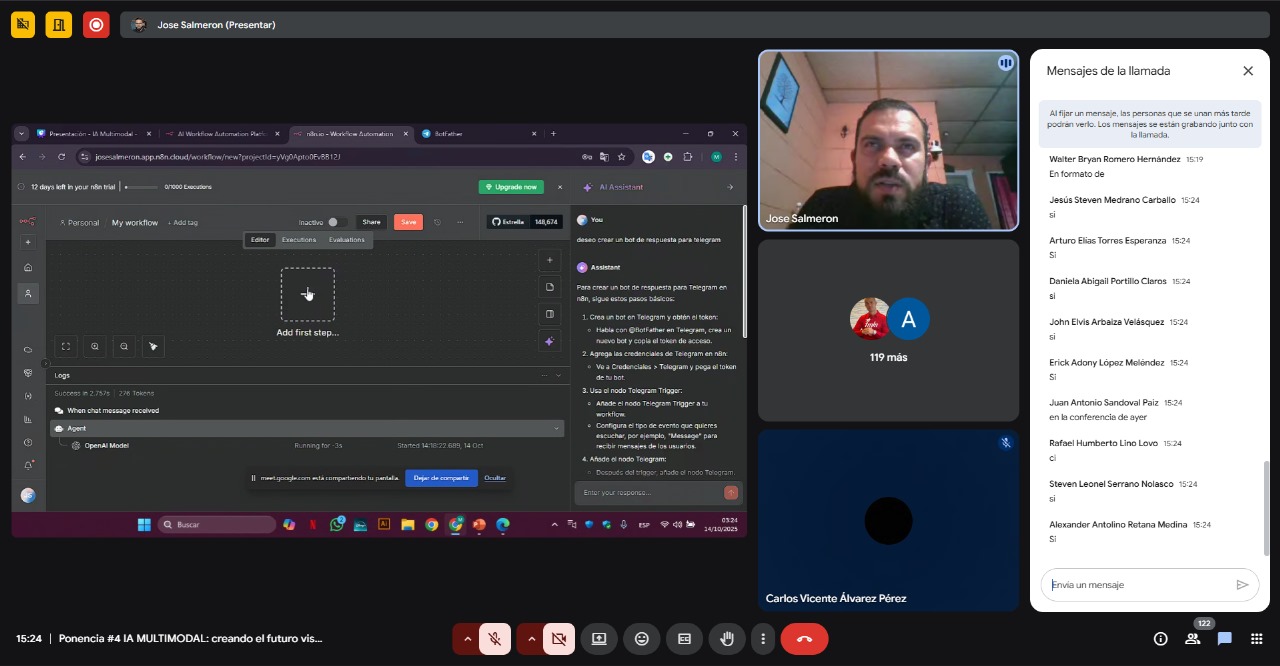 Jose Salmeron (Presentar)
Presentación - IA Multimodal -
AI Workflow Automation Platf
n8n.io - Workflow Automation
BotFather
josesalmeron.app.n8n.cloud/workflow/new?projectId=yVg0Apto0EvBB12J
12 days left in your n8n trial
0/1000 Executions
Upgrade now
AI Assistant
Personal
My workflow
+ Add tag
Inactivo
Share
Save
Estrella
148,674
Editor
Executions
Evaluations
Add first step...
Logs
Success in 2.757s | 276 Tokens
When chat message received
Agent
OpenAI Model
Running for -3s
Started 14:18:22.689, 14 Oct
You
deseo crear un bot de respuesta para telegram
Assistant
Para crear un bot de respuesta para Telegram en
n8n, sigue estos pasos básicos:
1. Crea un bot en Telegram y obtén el token:
Habla con @BotFather en Telegram, crea un
nuevo bot y copia el token de acceso.
2. Agrega las credenciales de Telegram en n8n:
Ve a Credenciales > Telegram y pega el token
de tu bot.
3. Usa el nodo Telegram Trigger:
Añade el nodo Telegram Trigger a tu
workflow.
Configura el tipo de evento que quieres
escuchar, por ejemplo, "Message" para
recibir mensajes de los usuarios.
4. Añade el nodo Telegram:
Después del trigger, añade el nodo Telegram.
Enter your response...
meet.google.com está compartiendo tu pantalla.
Dejar de compartir
Ocultar
Buscar
ESP
03:24
14/10/2025
Jose Salmeron
A
119 más
Carlos Vicente Álvarez Pérez
Mensajes de la llamada
Al fijar un mensaje, las personas que se unan más tarde
podrán verlo. Los mensajes se están grabando junto con
la llamada.
Walter Bryan Romero Hernández 15:19
En formato de
Jesús Steven Medrano Carballo 15:24
si
Arturo Elías Torres Esperanza 15:24
Sí
Daniela Abigail Portillo Claros 15:24
si
John Elvis Arbaiza Velásquez 15:24
si
Erick Adony López Meléndez 15:24
Sí
Juan Antonio Sandoval Paiz 15:24
en la conferencia de ayer
Rafael Humberto Lino Lovo 15:24
ci
Steven Leonel Serrano Nolasco 15:24
si
Alexander Antolino Retana Medina 15:24
Sí
Envía un mensaje
15:24 | Ponencia #4 IA MULTIMODAL: creando el futuro vis...
122